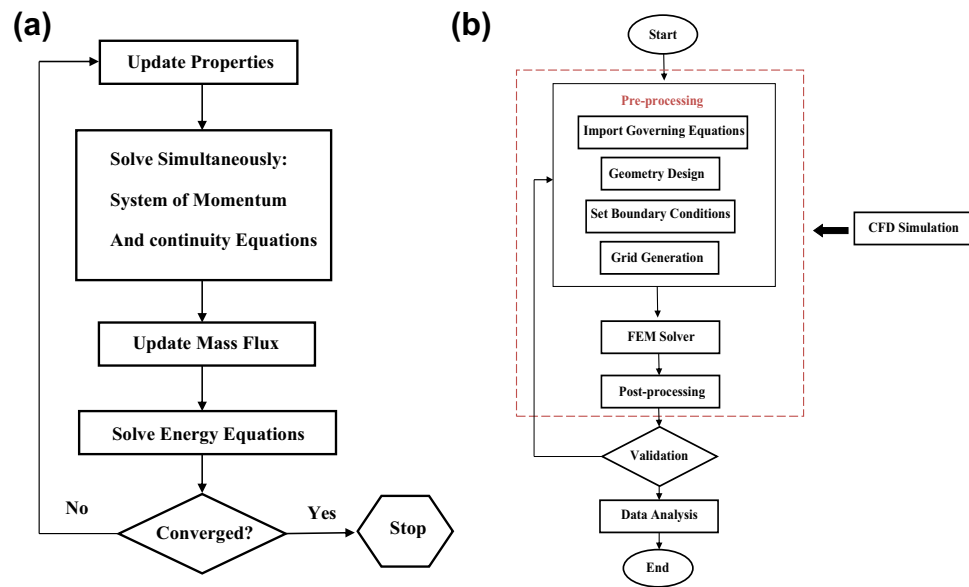 (a)
Update Properties
Solve Simultaneously:
System of Momentum
And continuity Equations
Update Mass Flux
Solve Energy Equations
No
Converged?
Yes
Stop
(b)
Start
Pre-processing
Import Governing Equations
Geometry Design
Set Boundary Conditions
Grid Generation
CFD Simulation
FEM Solver
Post-processing
Validation
Data Analysis
End